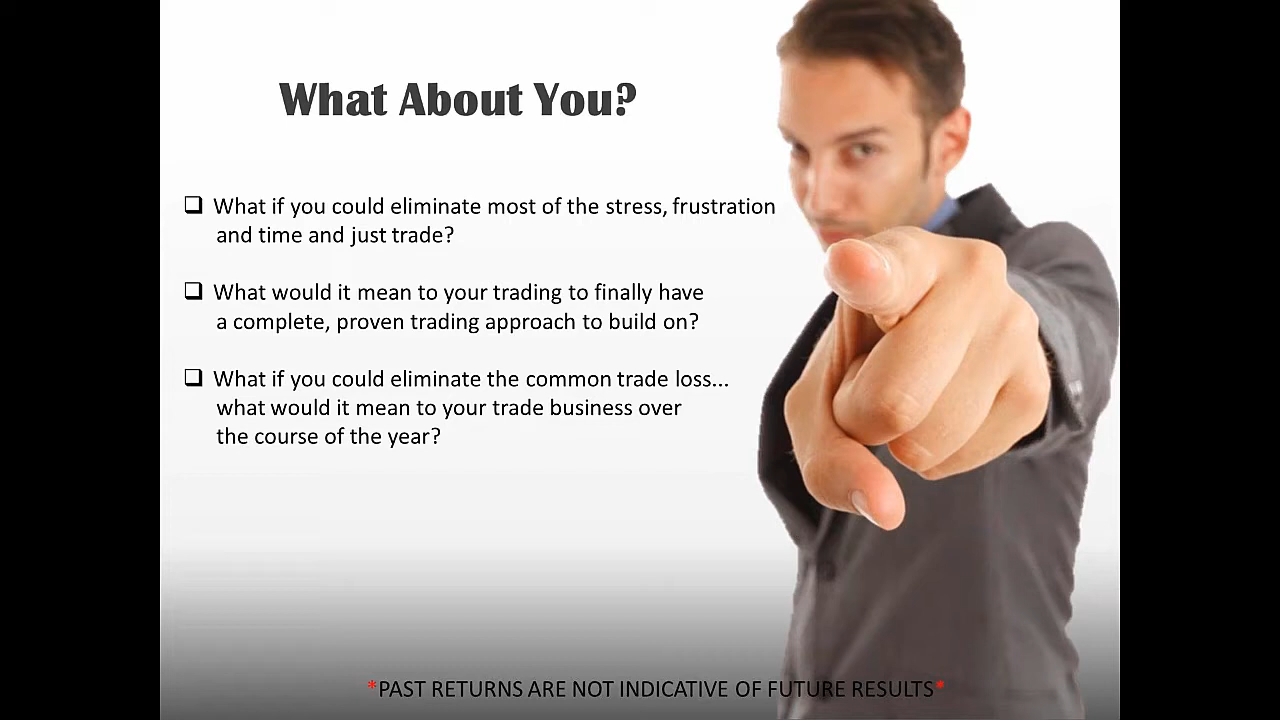 What About You?
❑ What if you could eliminate most of the stress, frustration
and time and just trade?
❑ What would it mean to your trading to finally have
a complete, proven trading approach to build on?
❑ What if you could eliminate the common trade loss...
what would it mean to your trade business over
the course of the year?
*PAST RETURNS ARE NOT INDICATIVE OF FUTURE RESULTS*